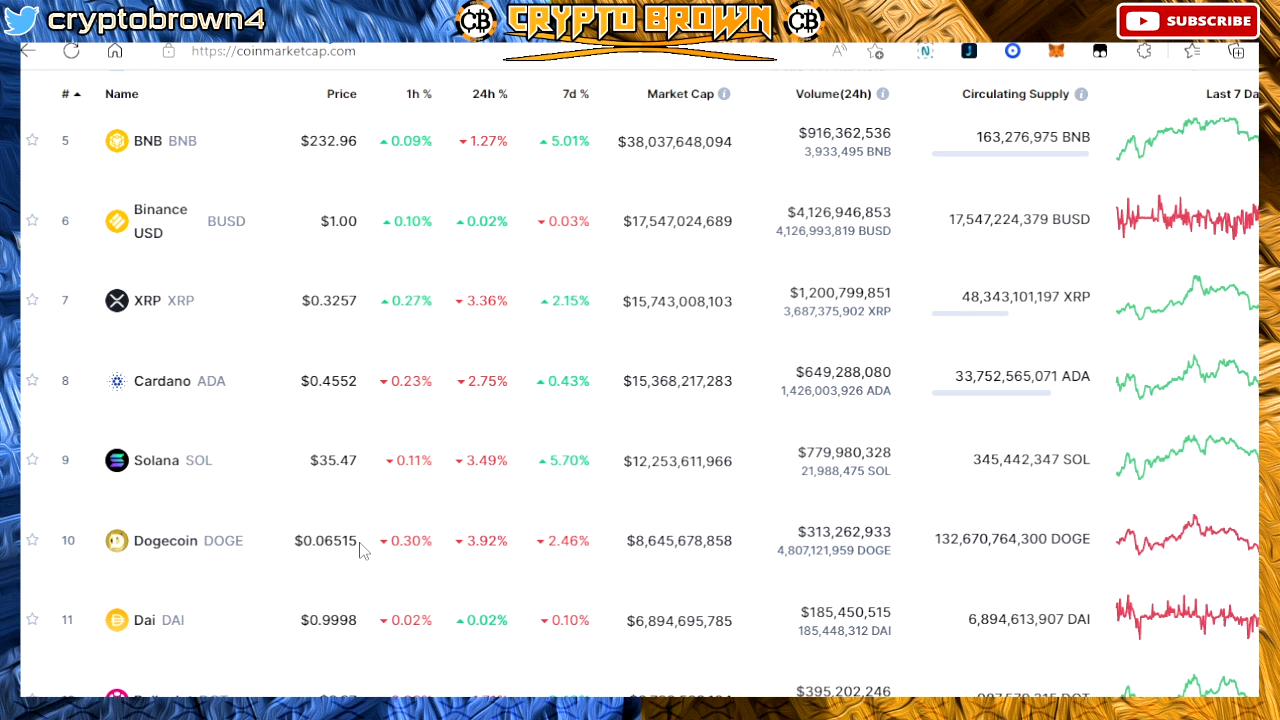 cryptobrown4
CB CRYPTO BROWN CB
SUBSCRIBE
https://coinmarketcap.com
# Name Price 1h % 24h % 7d % Market Cap Volume(24h) Circulating Supply Last 7 Da
5 BNB BNB $232.96 0.09% 1.27% 5.01% $38,037,648,094 $916,362,536 163,276,975 BNB
3,933,495 BNB
6 Binance USD BUSD $1.00 0.10% 0.02% 0.03% $17,547,024,689 $4,126,946,853 17,547,224,379 BUSD
4,126,993,819 BUSD
7 XRP XRP $0.3257 0.27% 3.36% 2.15% $15,743,008,103 $1,200,799,851 48,343,101,197 XRP
3,687,375,902 XRP
8 Cardano ADA $0.4552 0.23% 2.75% 0.43% $15,368,217,283 $649,288,080 33,752,565,071 ADA
1,426,003,926 ADA
9 Solana SOL $35.47 0.11% 3.49% 5.70% $12,253,611,966 $779,980,328 345,442,347 SOL
21,988,475 SOL
10 Dogecoin DOGE $0.06515 0.30% 3.92% 2.46% $8,645,678,858 $313,262,933 132,670,764,300 DOGE
4,807,121,959 DOGE
11 Dai DAI $0.9998 0.02% 0.02% 0.10% $6,894,695,785 $185,450,515 6,894,613,907 DAI
185,448,312 DAI
$395,202,246